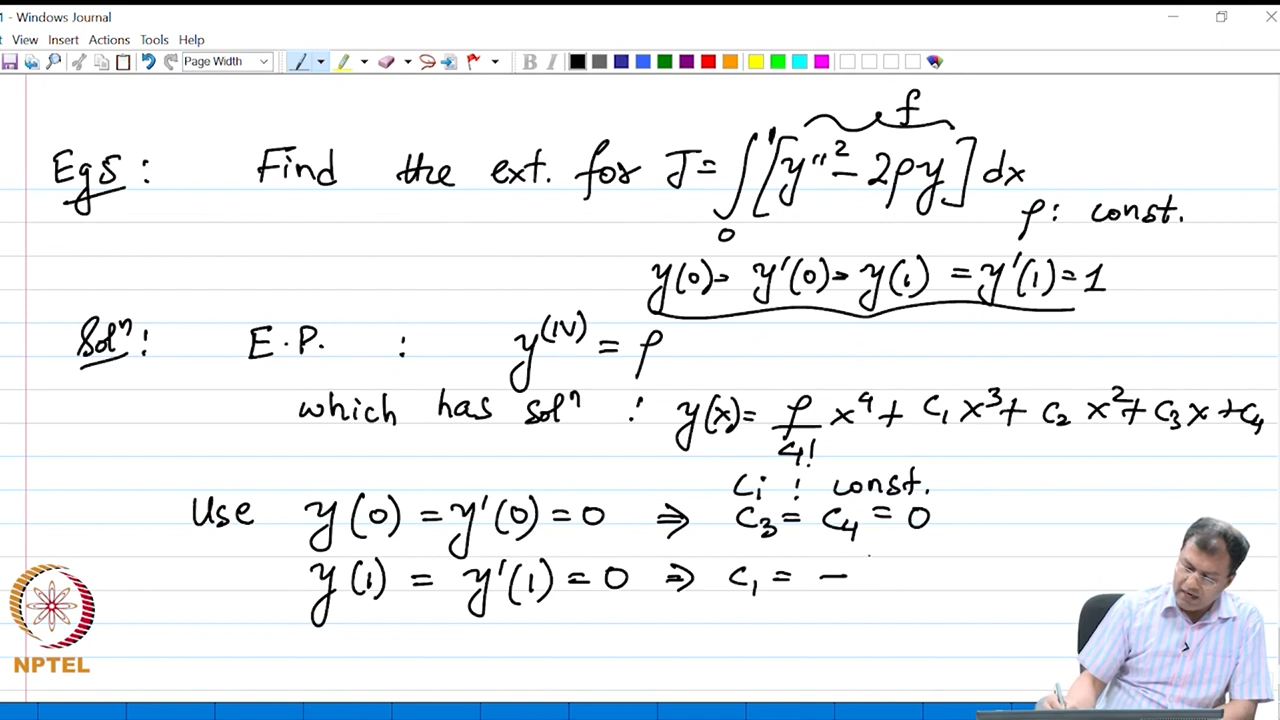 1 - Windows Journal
View Insert Actions Tools Help
Page Width
B I
f
Eg5 : Find the ext. for J = ∫₀¹ [y''² - 2ρy] dx
ρ : const.
y(0) = y'(0) = y(1) = y'(1) = 1
Solⁿ : E.P. : y^(IV) = ρ
which has solⁿ : y(x) = ρ/4! x⁴ + c₁x³ + c₂x² + c₃x + c₄
cᵢ : const.
Use y(0) = y'(0) = 0 ⇒ c₃ = c₄ = 0
y(1) = y'(1) = 0 ⇒ c₁ = -
NPTEL